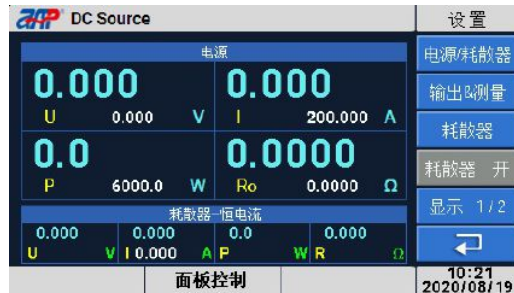 AAP DC Source
设置
电源
0.000 0.000
U 0.000 V I 200.000 A
0.0 0.0000
P 6000.0 W Ro 0.0000 Ω
耗散器-恒电流
0.000 0.000 0.0 0.000
U V I 0.000 A P W R Ω
电源/耗散器
输出&测量
耗散器
耗散器 开
显示 1/2
面板控制
10:21
2020/08/19